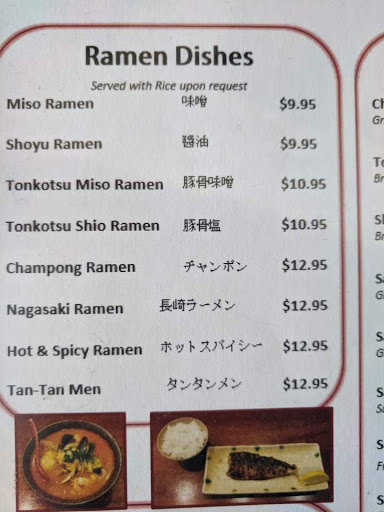 Ramen Dishes
Served with Rice upon request
Miso Ramen 味噌 $9.95
Shoyu Ramen 醤油 $9.95
Tonkotsu Miso Ramen 豚骨味噌 $10.95
Tonkotsu Shio Ramen 豚骨塩 $10.95
Champong Ramen チャンポン $12.95
Nagasaki Ramen 長崎ラーメン $12.95
Hot & Spicy Ramen ホットスパイシー $12.95
Tan-Tan Men タンタンメン $12.95